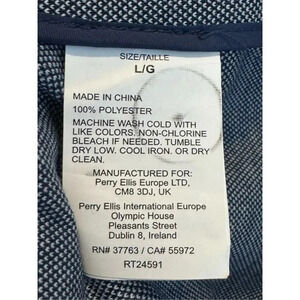 SIZE/TAILLE
L/G
MADE IN CHINA
100% POLYESTER
MACHINE WASH COLD WITH
LIKE COLORS. NON-CHLORINE
BLEACH IF NEEDED. TUMBLE
DRY LOW. COOL IRON. OR DRY
CLEAN.
MANUFACTURED FOR:
Perry Ellis Europe LTD,
CM8 3DJ, UK
Perry Ellis International Europe
Olympic House
Pleasants Street
Dublin 8, Ireland
RN# 37763 / CA# 55972
RT24591